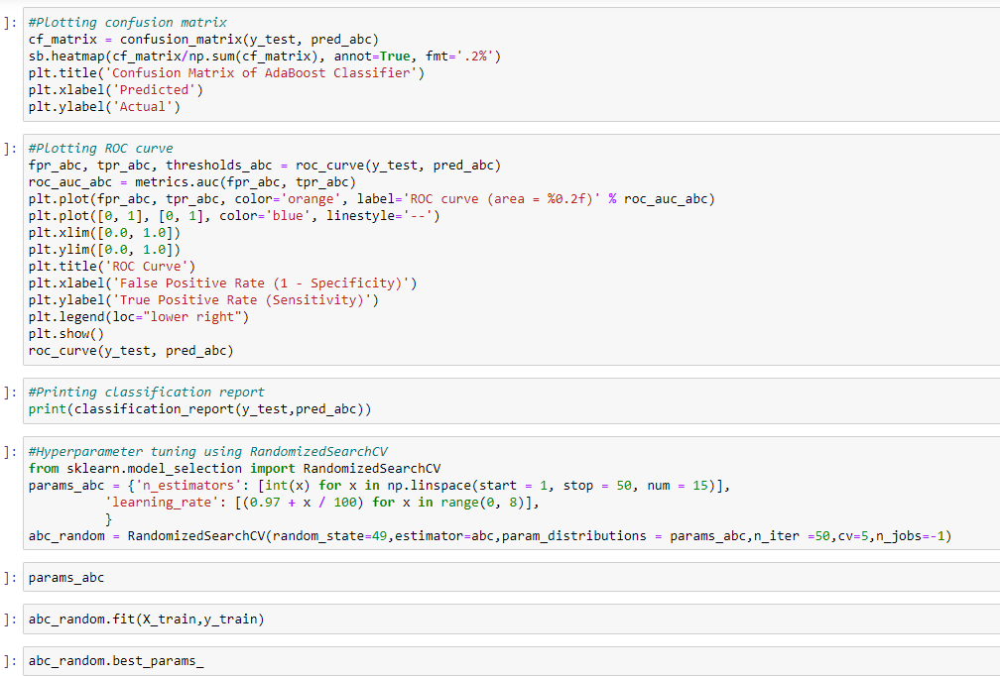 ]: #Plotting confusion matrix
cf_matrix = confusion_matrix(y_test, pred_abc)
sb.heatmap(cf_matrix/np.sum(cf_matrix), annot=True, fmt='.2%')
plt.title('Confusion Matrix of AdaBoost Classifier')
plt.xlabel('Predicted')
plt.ylabel('Actual')
]: #Plotting ROC curve
fpr_abc, tpr_abc, thresholds_abc = roc_curve(y_test, pred_abc)
roc_auc_abc = metrics.auc(fpr_abc, tpr_abc)
plt.plot(fpr_abc, tpr_abc, color='orange', label='ROC curve (area = %0.2f)' % roc_auc_abc)
plt.plot([0, 1], [0, 1], color='blue', linestyle='--')
plt.xlim([0.0, 1.0])
plt.ylim([0.0, 1.0])
plt.title('ROC Curve')
plt.xlabel('False Positive Rate (1 - Specificity)')
plt.ylabel('True Positive Rate (Sensitivity)')
plt.legend(loc="lower right")
plt.show()
roc_curve(y_test, pred_abc)
]: #Printing classification report
print(classification_report(y_test,pred_abc))
]: #Hyperparameter tuning using RandomizedSearchCV
from sklearn.model_selection import RandomizedSearchCV
params_abc = {'n_estimators': [int(x) for x in np.linspace(start = 1, stop = 50, num = 15)],
'learning_rate': [(0.97 + x / 100) for x in range(0, 8)],
}
abc_random = RandomizedSearchCV(random_state=49,estimator=abc,param_distributions = params_abc,n_iter =50,cv=5,n_jobs=-1)
]: params_abc
]: abc_random.fit(X_train,y_train)
]: abc_random.best_params_